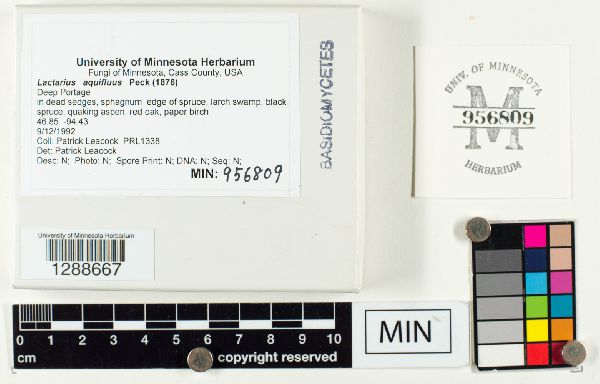 University of Minnesota Herbarium
Fungi of Minnesota, Cass County, USA
Lactarius aquifluus Peck (1876)
Deep Portage
in dead sedges, sphagnum edge of spruce, larch swamp, black
spruce, quaking aspen, red oak, paper birch
46.85 -94.43
9/12/1992
Coll: Patrick Leacock PRL1338
Det: Patrick Leacock
Desc: N; Photo: N; Spore Print: N; DNA: N; Seq: N;
MIN: 956809
BASIDIOMYCETES
UNIV. OF MINNESOTA
M
956809
HERBARIUM
University of Minnesota Herbarium
1288667
0 1 2 3 4 5 6 7 8 9 10
cm
copyright reserved
MIN